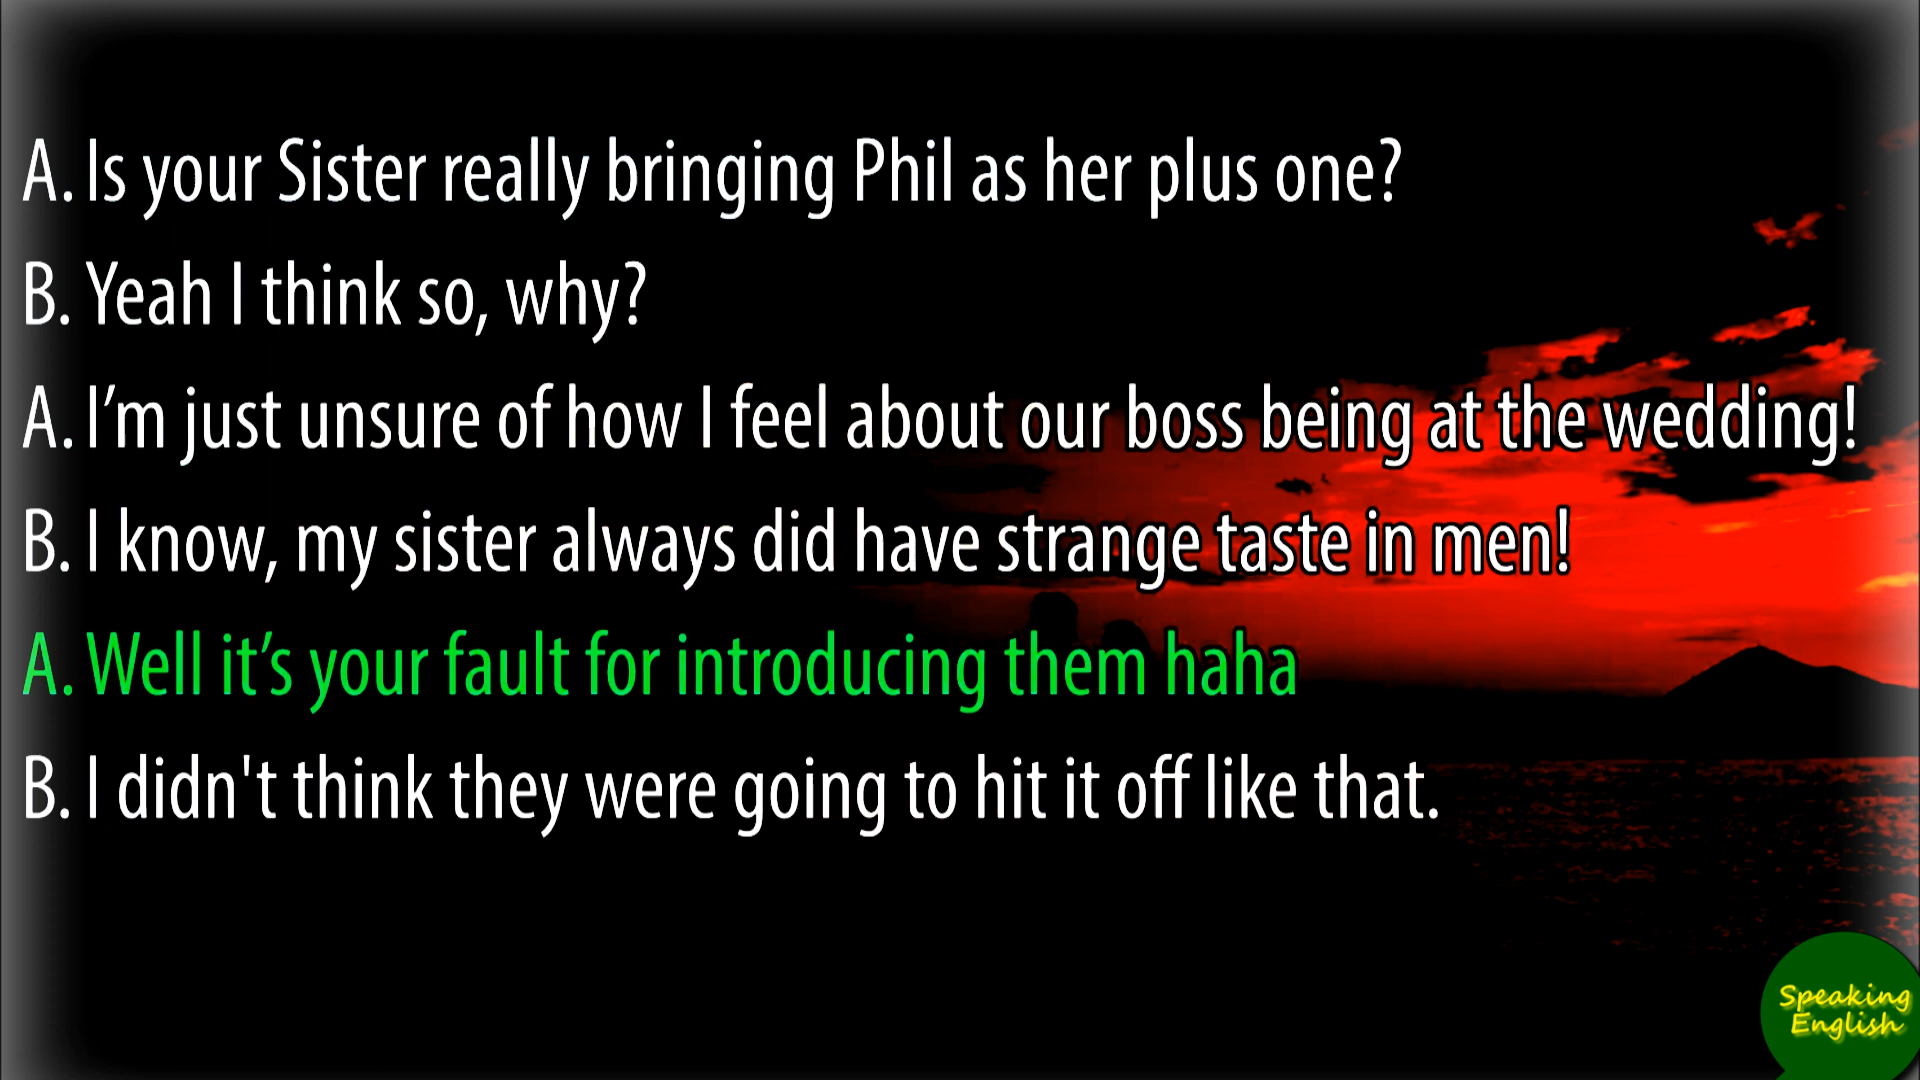 A. Is your Sister really bringing Phil as her plus one?
B. Yeah I think so, why?
A. I’m just unsure of how I feel about our boss being at the wedding!
B. I know, my sister always did have strange taste in men!
A. Well it’s your fault for introducing them haha
B. I didn't think they were going to hit it off like that.
Speaking
English